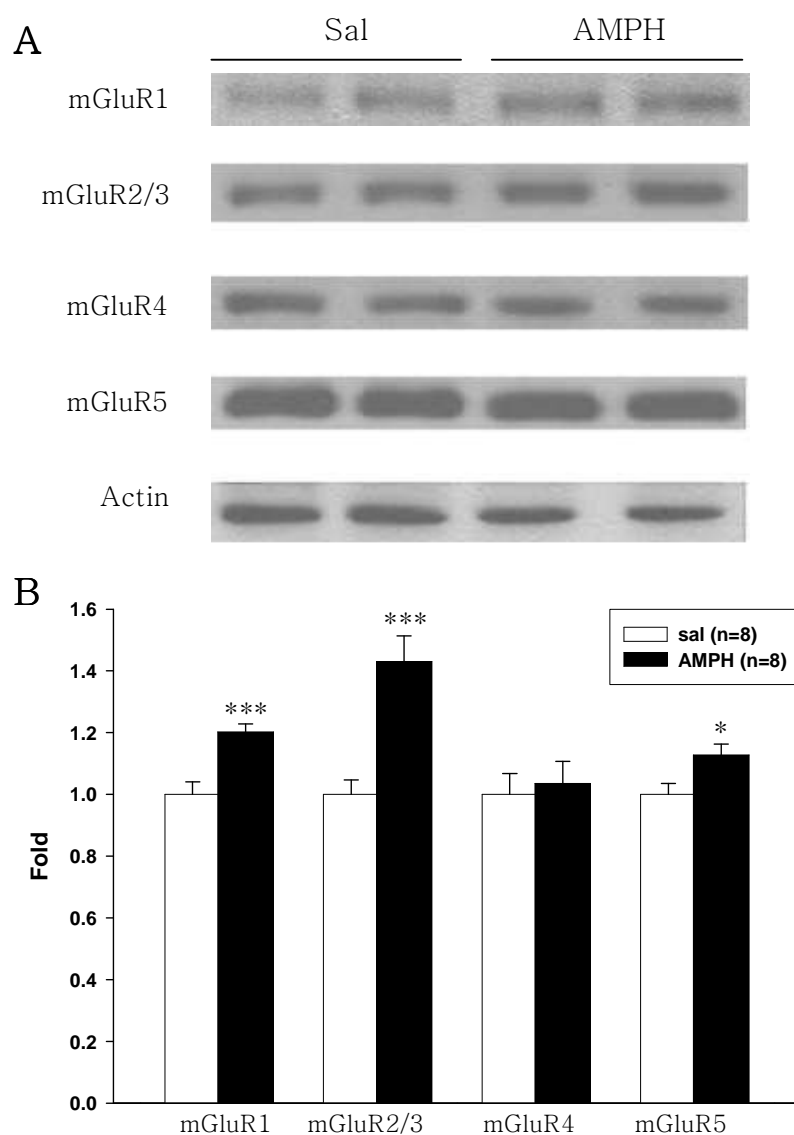 A
Sal AMPH
mGluR1
mGluR2/3
mGluR4
mGluR5
Actin
B
1.6
1.4
1.2
1.0
0.8
0.6
0.4
0.2
0.0
Fold
***
***
*
sal (n=8)
AMPH (n=8)
mGluR1 mGluR2/3 mGluR4 mGluR5